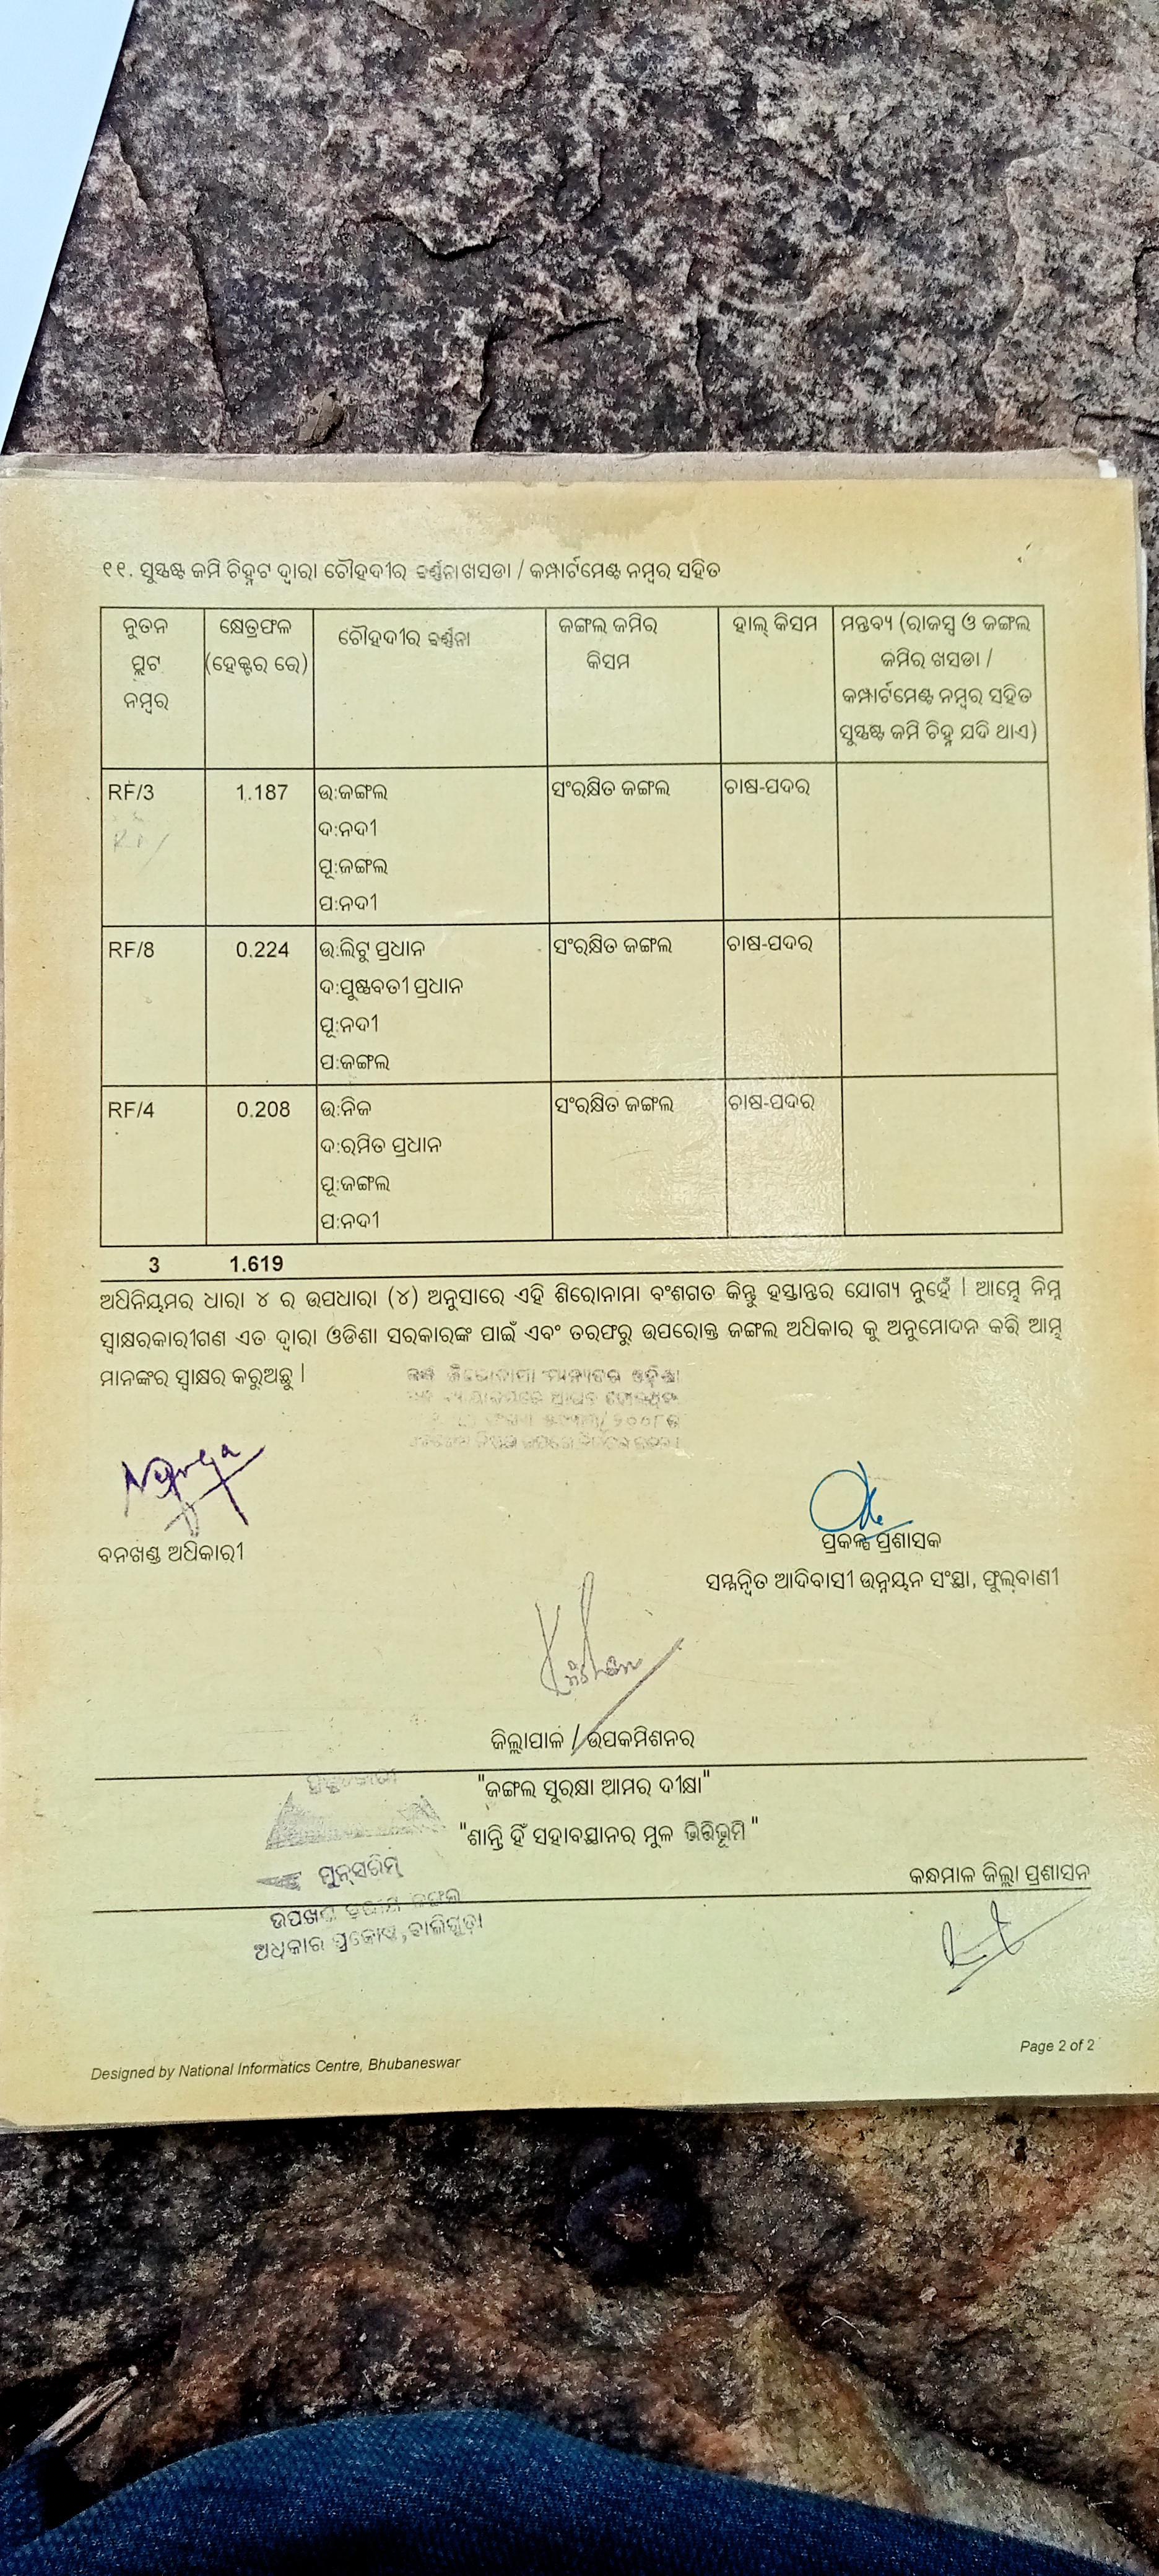 ୧୧. ସୁସ୍ପଷ୍ଟ ଜମି ଚିହ୍ନଟ ଦ୍ୱାରା ଚୌହଦୀର ବର୍ଣ୍ଣନା ଖସଡା / କମ୍ପାର୍ଟମେଣ୍ଟ ନମ୍ବର ସହିତ
ନୁତନ ପ୍ଲଟ ନମ୍ବର
କ୍ଷେତ୍ରଫଳ (ହେକ୍ଟର ରେ)
ଚୌହଦୀର ବର୍ଣ୍ଣନା
ଜଙ୍ଗଲ ଜମିର କିସମ
ହାଲ୍ କିସମ
ମନ୍ତବ୍ୟ (ରାଜସ୍ୱ ଓ ଜଙ୍ଗଲ
ଜମିର ଖସଡା /
କମ୍ପାର୍ଟମେଣ୍ଟ ନମ୍ବର ସହିତ
ସୁସ୍ପଷ୍ଟ ଜମି ଚିହ୍ନ ଯଦି ଥାଏ)
RF/3 1.187 ଉ:ଜଙ୍ଗଲ ସଂରକ୍ଷିତ ଜଙ୍ଗଲ ଚାଷ-ପଦର
ଦ:ନଦୀ
ପୂ:ଜଙ୍ଗଲ
ପ:ନଦୀ
RF/8 0.224 ଉ:ଲିଟୁ ପ୍ରଧାନ ସଂରକ୍ଷିତ ଜଙ୍ଗଲ ଚାଷ-ପଦର
ଦ:ପୁଷ୍ପବତୀ ପ୍ରଧାନ
ପୂ:ନଦୀ
ପ:ଜଙ୍ଗଲ
RF/4 0.208 ଉ:ନିଜ ସଂରକ୍ଷିତ ଜଙ୍ଗଲ ଚାଷ-ପଦର
ଦ:ରମିତ ପ୍ରଧାନ
ପୂ:ଜଙ୍ଗଲ
ପ:ନଦୀ
3 1.619
ଅଧିନିୟମର ଧାରା ୪ ର ଉପଧାରା (୪) ଅନୁସାରେ ଏହି ଶିରୋନାମା ବଂଶଗତ କିନ୍ତୁ ହସ୍ତାନ୍ତର ଯୋଗ୍ୟ ନୁହେଁ । ଆମ୍ଭେ ନିମ୍ନ
ସ୍ୱାକ୍ଷରକାରୀଗଣ ଏତ ଦ୍ୱାରା ଓଡିଶା ସରକାରଙ୍କ ପାଇଁ ଏବଂ ତରଫରୁ ଉପରୋକ୍ତ ଜଙ୍ଗଲ ଅଧିକାର କୁ ଅନୁମୋଦନ କରି ଆମ୍ଭ
ମାନଙ୍କର ସ୍ୱାକ୍ଷର କରୁଅଛୁ ।
ବନଖଣ୍ଡ ଅଧିକାରୀ
ପ୍ରକଳ୍ପ ପ୍ରଶାସକ
ସମ୍ମନ୍ୱିତ ଆଦିବାସୀ ଉନ୍ନୟନ ସଂସ୍ଥା, ଫୁଲ୍‌ବାଣୀ
ଜିଲ୍ଲାପାଳ / ଉପକମିଶନର
"ଜଙ୍ଗଲ ସୁରକ୍ଷା ଆମର ଦୀକ୍ଷା"
"ଶାନ୍ତି ହିଁ ସହାବସ୍ଥାନର ମୁଳ ଭିତ୍ତିଭୂମି "
ମୁନ୍‌ସରିମ୍
କନ୍ଧମାଳ ଜିଲ୍ଲା ପ୍ରଶାସନ
ଅଧିକାର ପ୍ରକୋଷ୍ଠ, ବାଲିଗୁଡ଼ା
Designed by National Informatics Centre, Bhubaneswar
Page 2 of 2